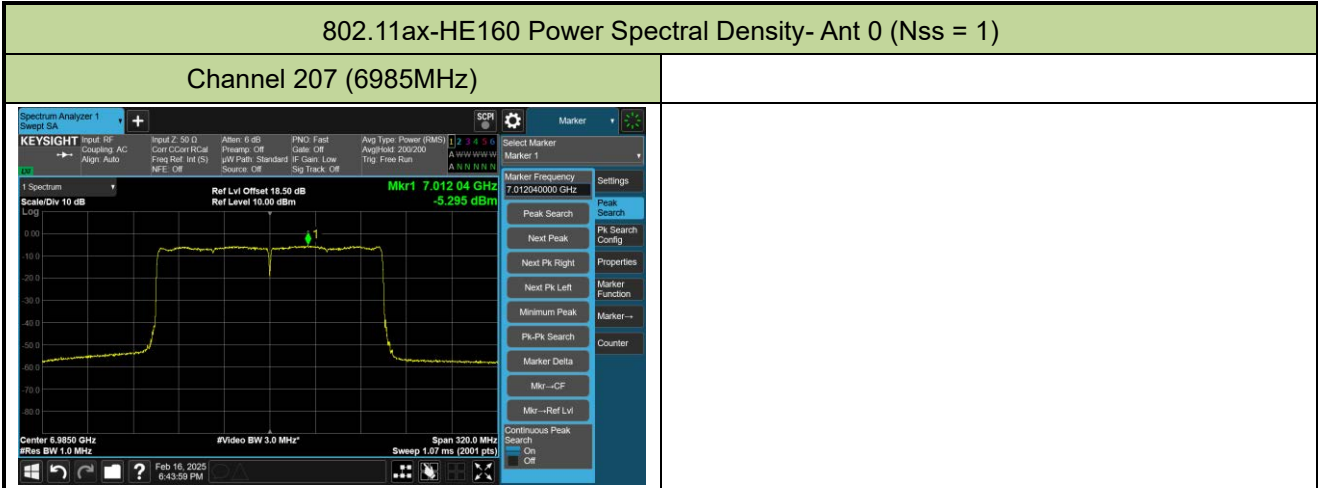 802.11ax-HE160 Power Spectral Density- Ant 0 (Nss = 1)
Channel 207 (6985MHz)
Spectrum Analyzer 1
Swept SA
+
SCPI
Marker
KEYSIGHT
Input: RF
Coupling: AC
Align: Auto
Input Z: 50 Ω
Corr CCorr RCal
Freq Ref: Int (S)
NFE: Off
Atten: 6 dB
Preamp: Off
µW Path: Standard
Source: Off
PNO: Fast
Gate: Off
IF Gain: Low
Sig Track: Off
Avg Type: Power (RMS)
Avg|Hold: 200/200
Trig: Free Run
1 2 3 4 5 6
A W W W W W
A N N N N N
Select Marker
Marker 1
1 Spectrum
Scale/Div 10 dB
Log
Ref Lvl Offset 18.50 dB
Ref Level 10.00 dBm
Mkr1 7.012 04 GHz
-5.295 dBm
1
0.00
-10.0
-20.0
-30.0
-40.0
-50.0
-60.0
-70.0
-80.0
Center 6.9850 GHz
#Res BW 1.0 MHz
#Video BW 3.0 MHz*
Span 320.0 MHz
Sweep 1.07 ms (2001 pts)
Marker Frequency
7.012040000 GHz
Peak Search
Next Peak
Next Pk Right
Next Pk Left
Minimum Peak
Pk-Pk Search
Marker Delta
Mkr→CF
Mkr→Ref Lvl
Continuous Peak
Search
On
Off
Settings
Peak
Search
Pk Search
Config
Properties
Marker
Function
Marker→
Counter
?
Feb 16, 2025
6:43:59 PM